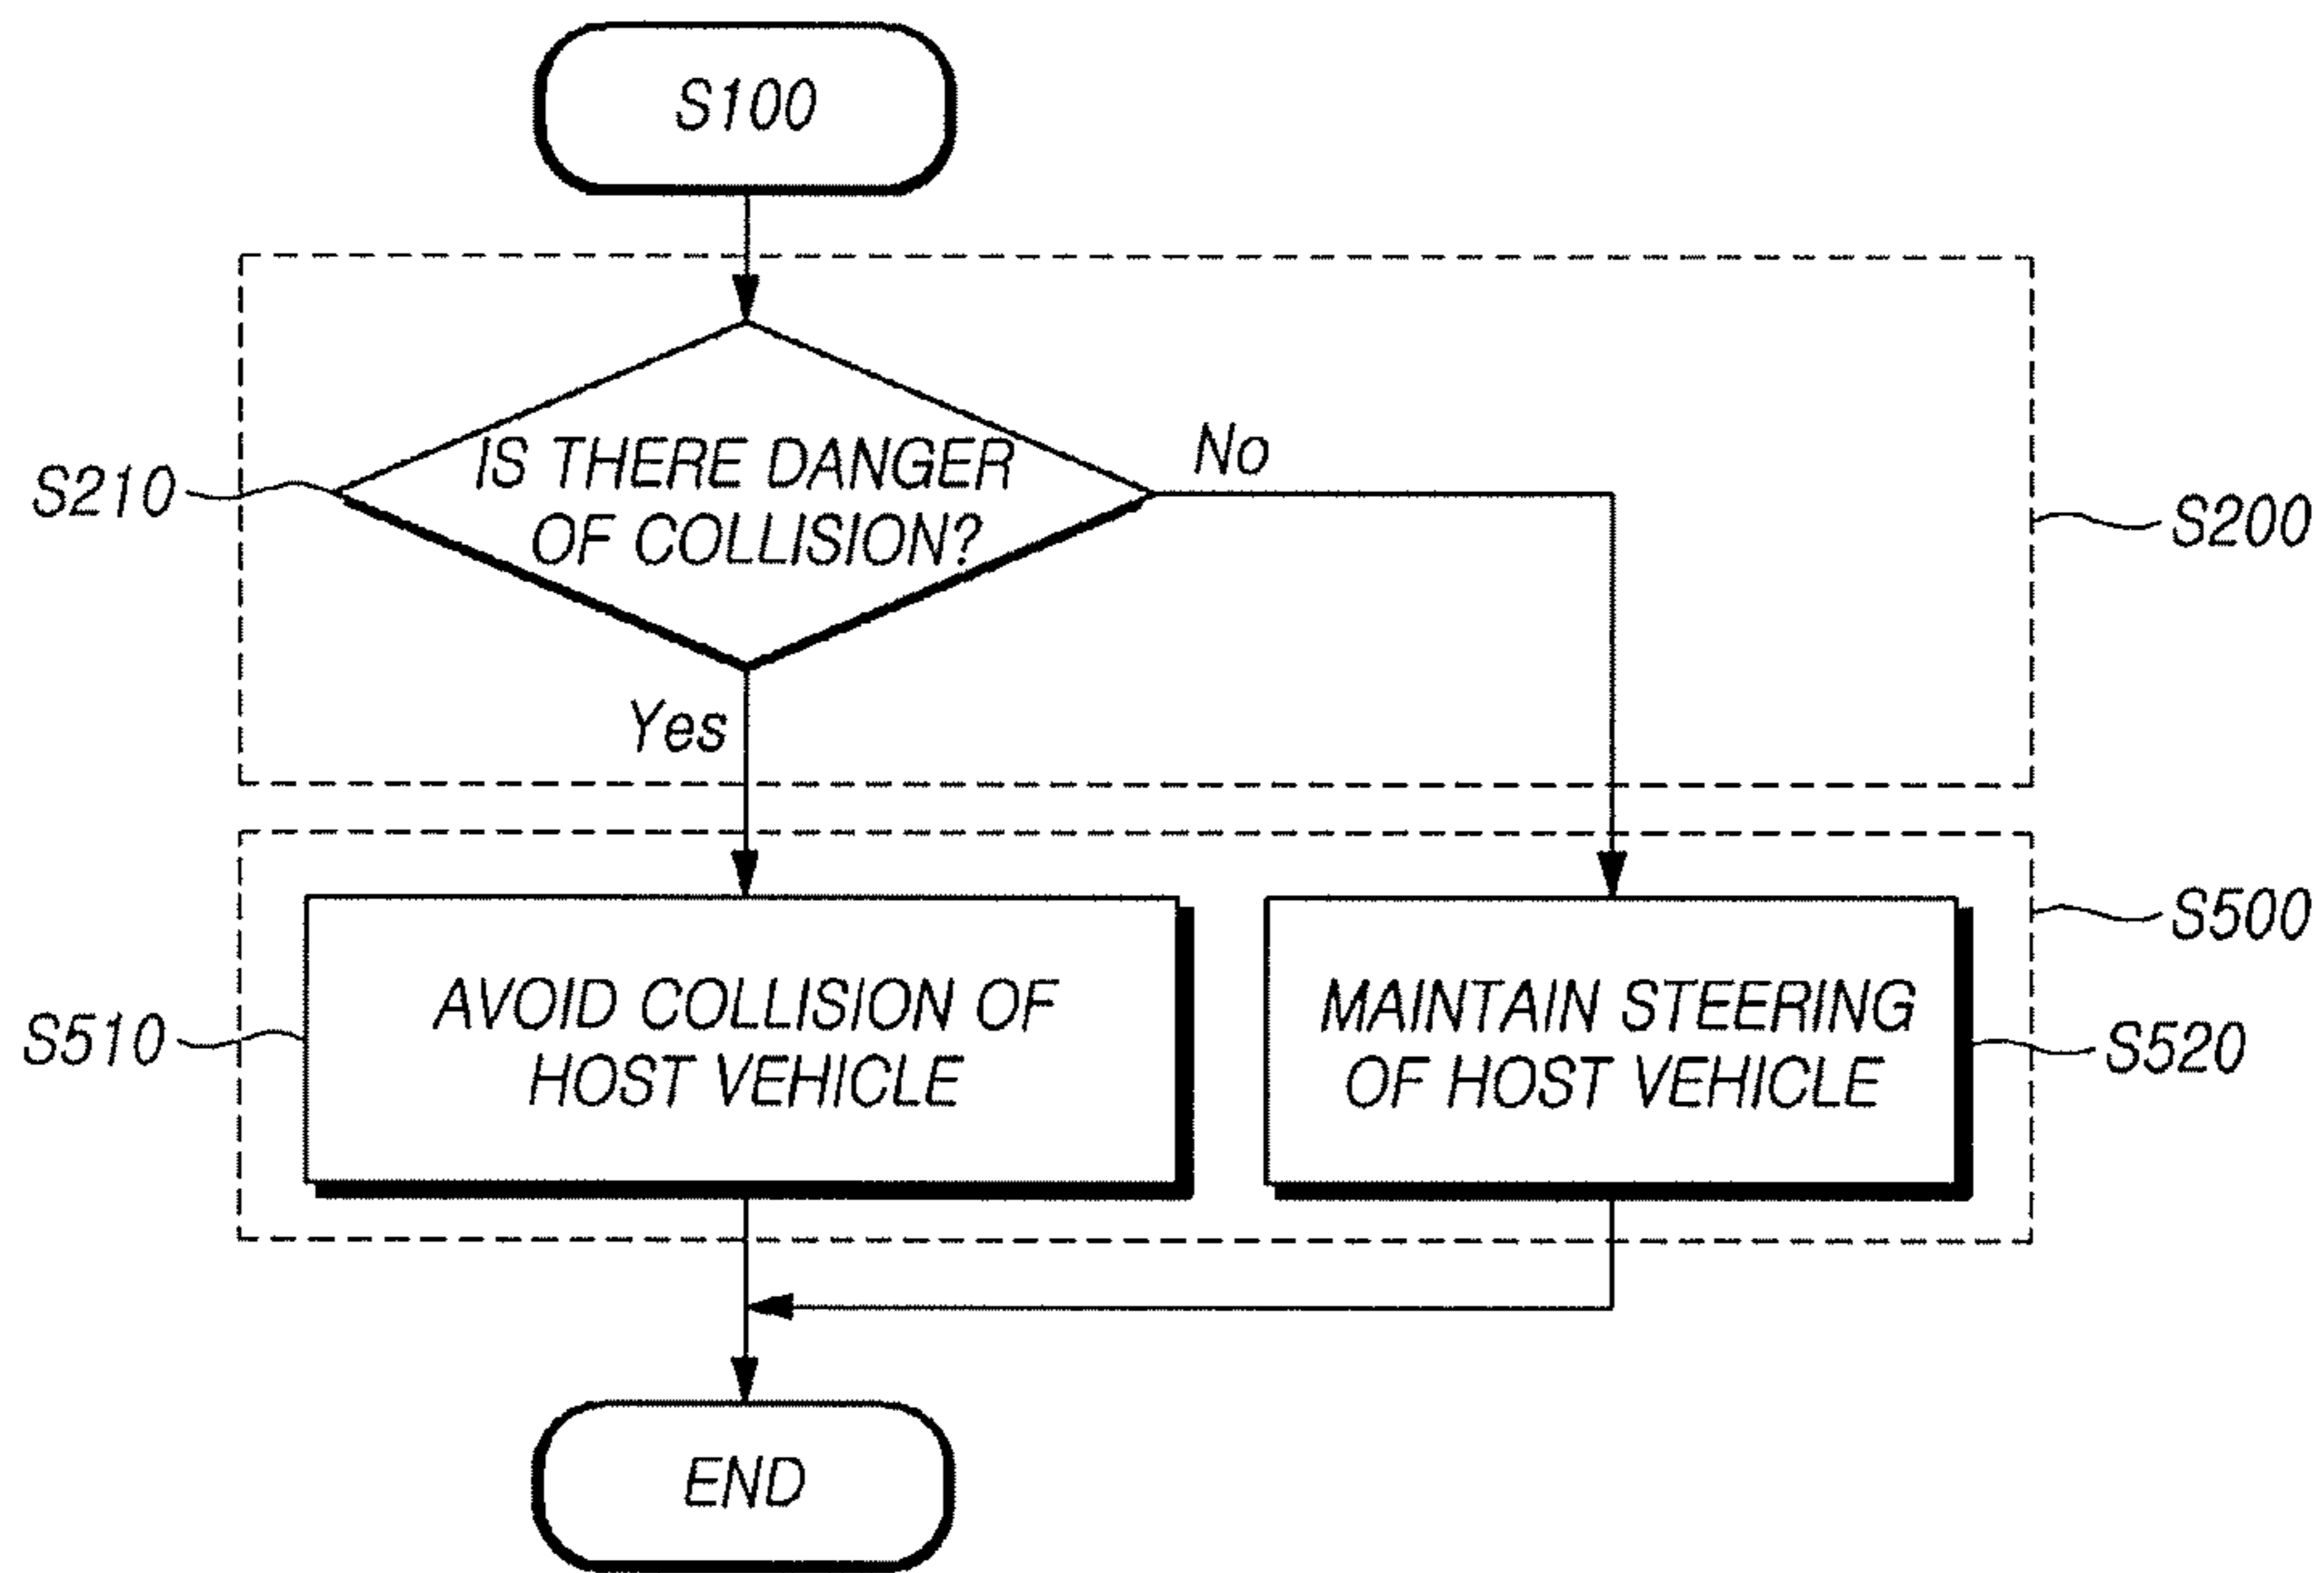 S100
IS THERE DANGER
OF COLLISION?
No
S210
S200
Yes
S500
AVOID COLLISION OF
HOST VEHICLE
MAINTAIN STEERING
OF HOST VEHICLE
S510
S520
END